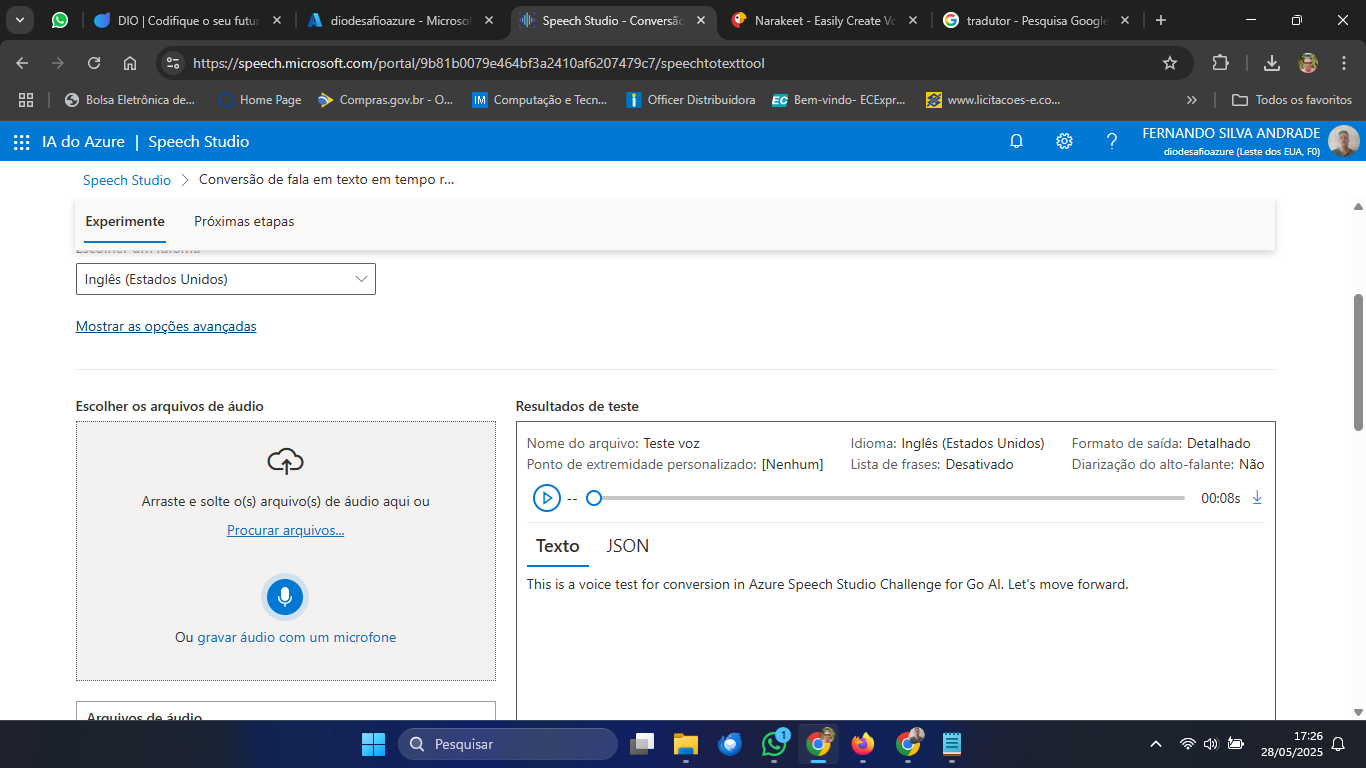 DIO | Codifique o seu futur
diodesafioazure - Microsof
Speech Studio - Conversão
Narakeet - Easily Create Vo
tradutor - Pesquisa Google
https://speech.microsoft.com/portal/9b81b0079e464bf3a2410af6207479c7/speechtotexttool
Bolsa Eletrônica de...
Home Page
Compras.gov.br - O...
IM
Computação e Tecn...
Officer Distribuidora
EC
Bem-vindo- ECExpr...
www.licitacoes-e.co...
Todos os favoritos
IA do Azure | Speech Studio
FERNANDO SILVA ANDRADE
diodesafioazure (Leste dos EUA, F0)
Speech Studio > Conversão de fala em texto em tempo r...
Experimente Próximas etapas
Escolher um idioma
Inglês (Estados Unidos)
Mostrar as opções avançadas
Escolher os arquivos de áudio
Arraste e solte o(s) arquivo(s) de áudio aqui ou
Procurar arquivos...
Ou gravar áudio com um microfone
Arquivos de áudio
Resultados de teste
Nome do arquivo: Teste voz Idioma: Inglês (Estados Unidos) Formato de saída: Detalhado
Ponto de extremidade personalizado: [Nenhum] Lista de frases: Desativado Diarização do alto-falante: Não
-- 00:08s
Texto JSON
This is a voice test for conversion in Azure Speech Studio Challenge for Go AI. Let's move forward.
Pesquisar
1
17:26
28/05/2025